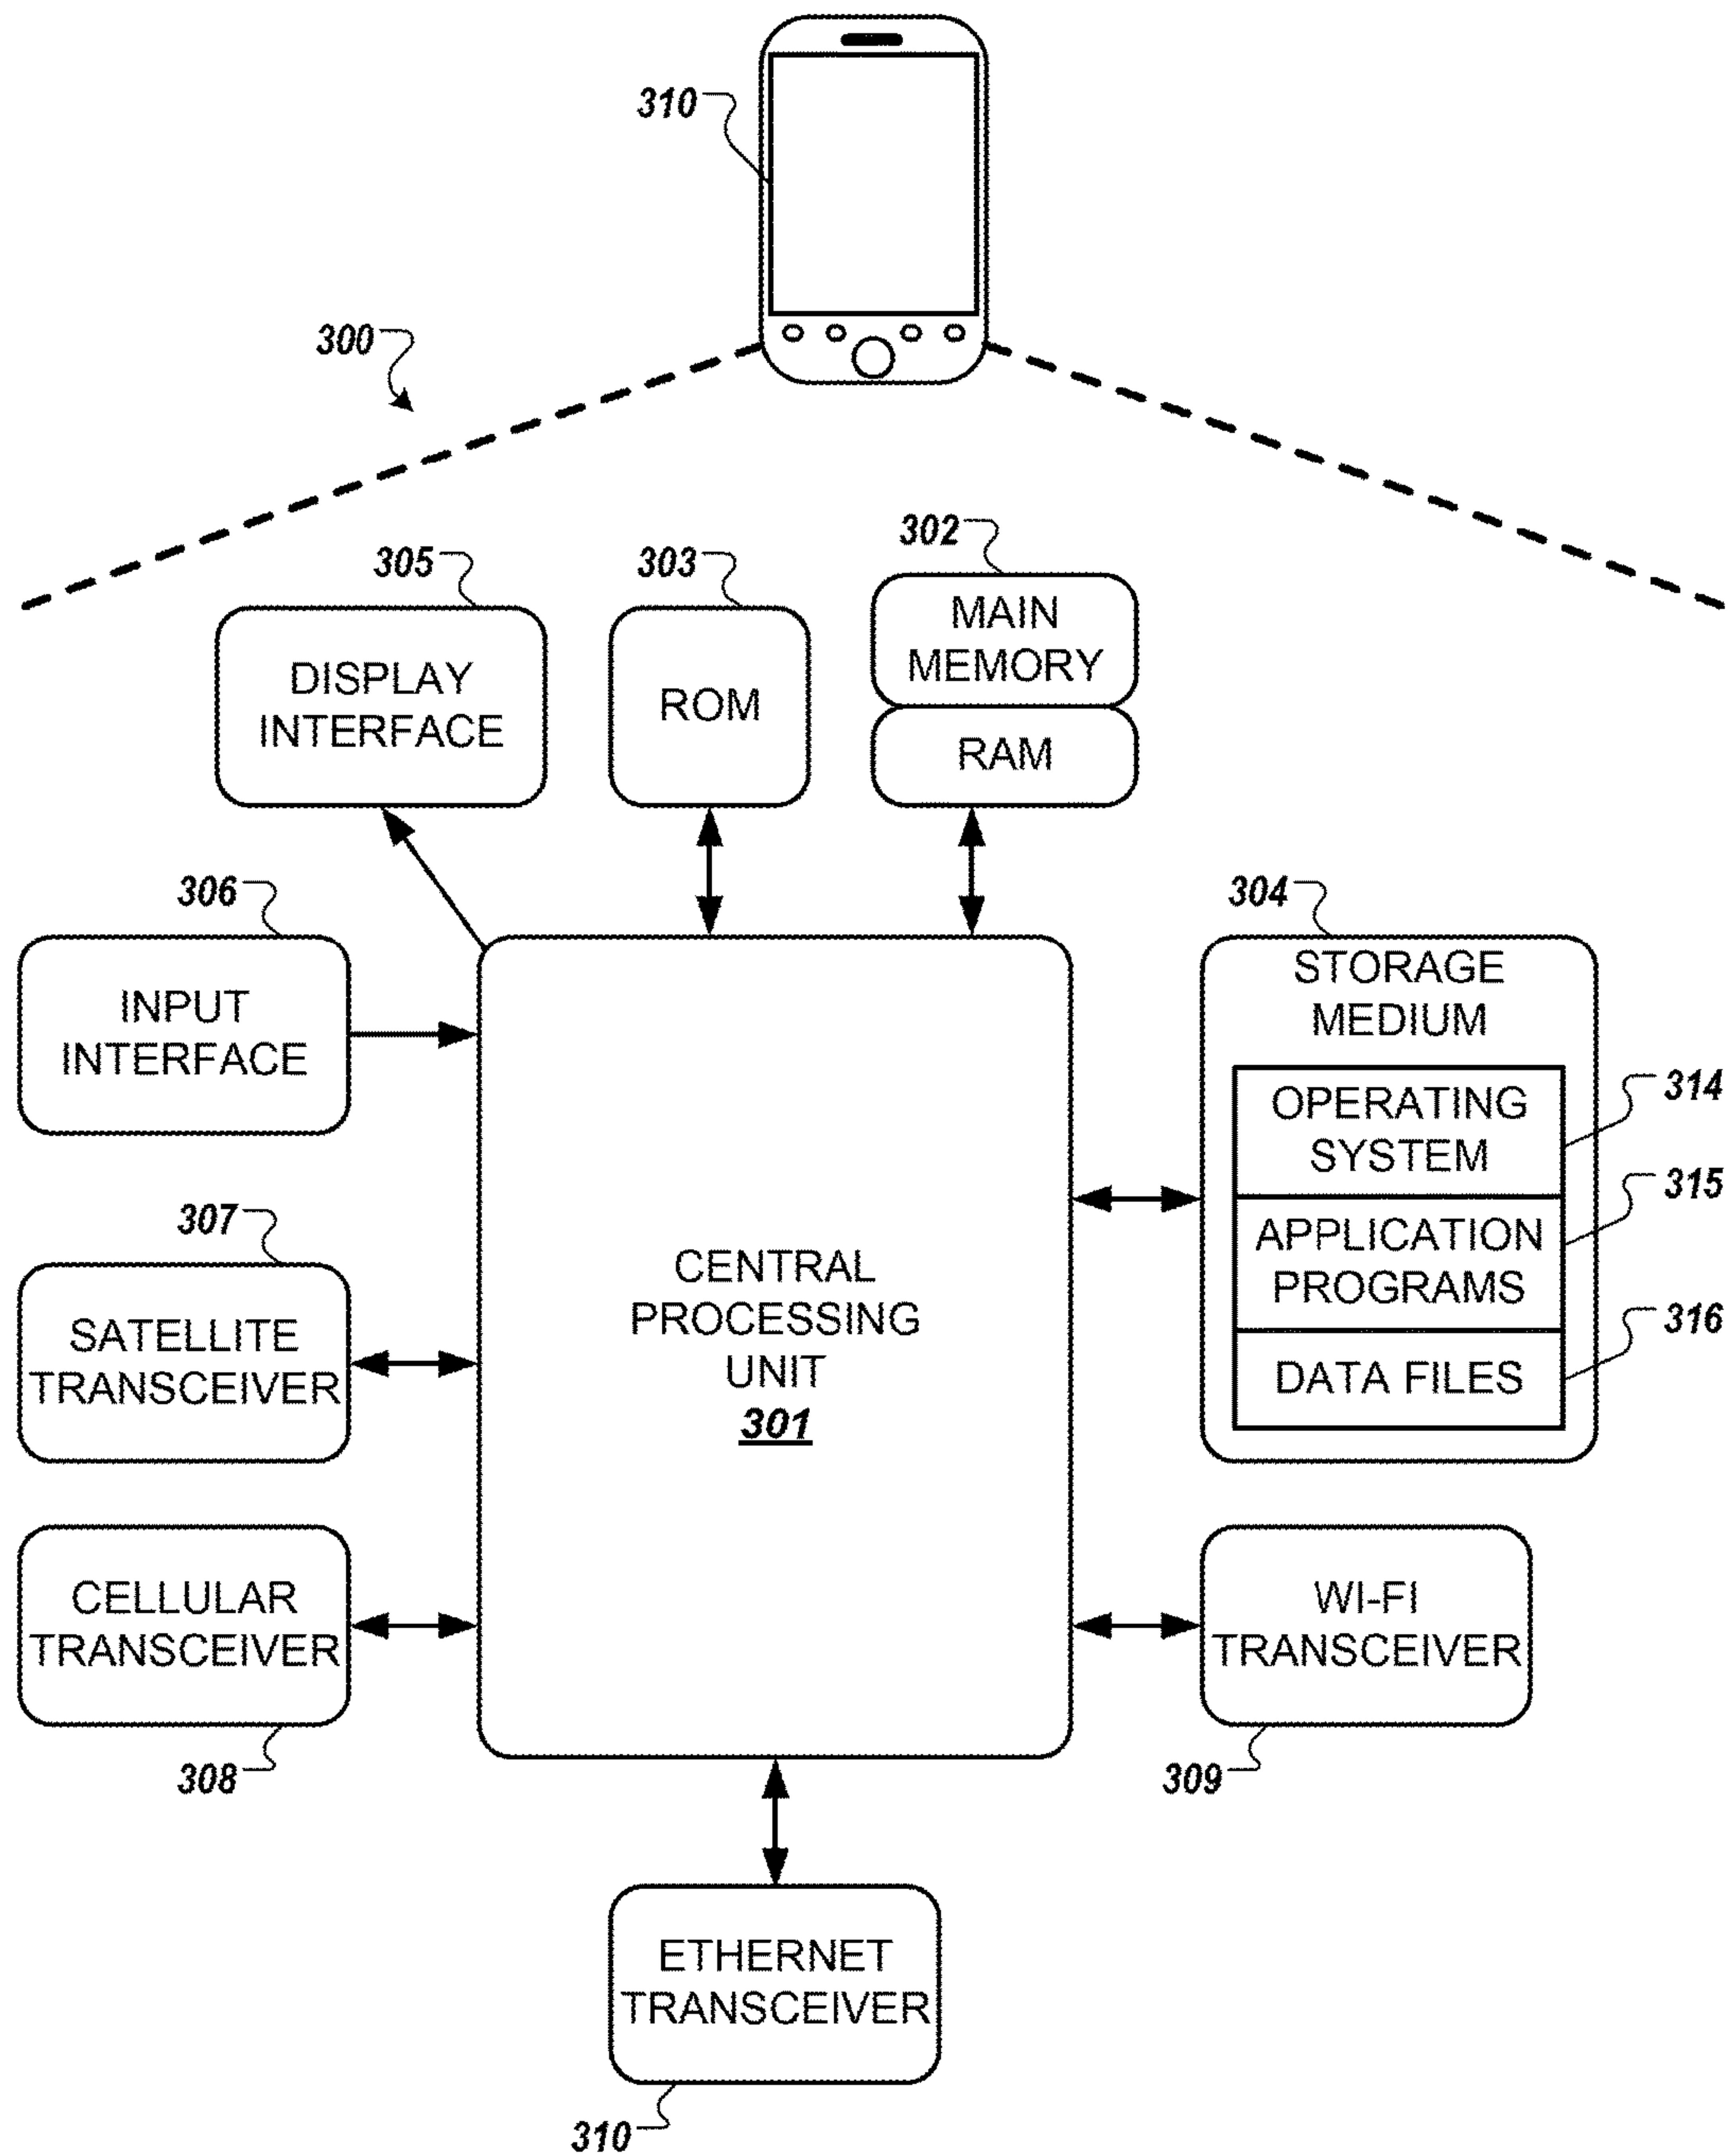 310
300
305
DISPLAY
INTERFACE
303
ROM
302
MAIN
MEMORY
RAM
306
INPUT
INTERFACE
304
STORAGE
MEDIUM
OPERATING
SYSTEM
314
APPLICATION
PROGRAMS
315
DATA FILES
316
307
SATELLITE
TRANSCEIVER
CENTRAL
PROCESSING
UNIT
301
CELLULAR
TRANSCEIVER
308
WI-FI
TRANSCEIVER
309
ETHERNET
TRANSCEIVER
310